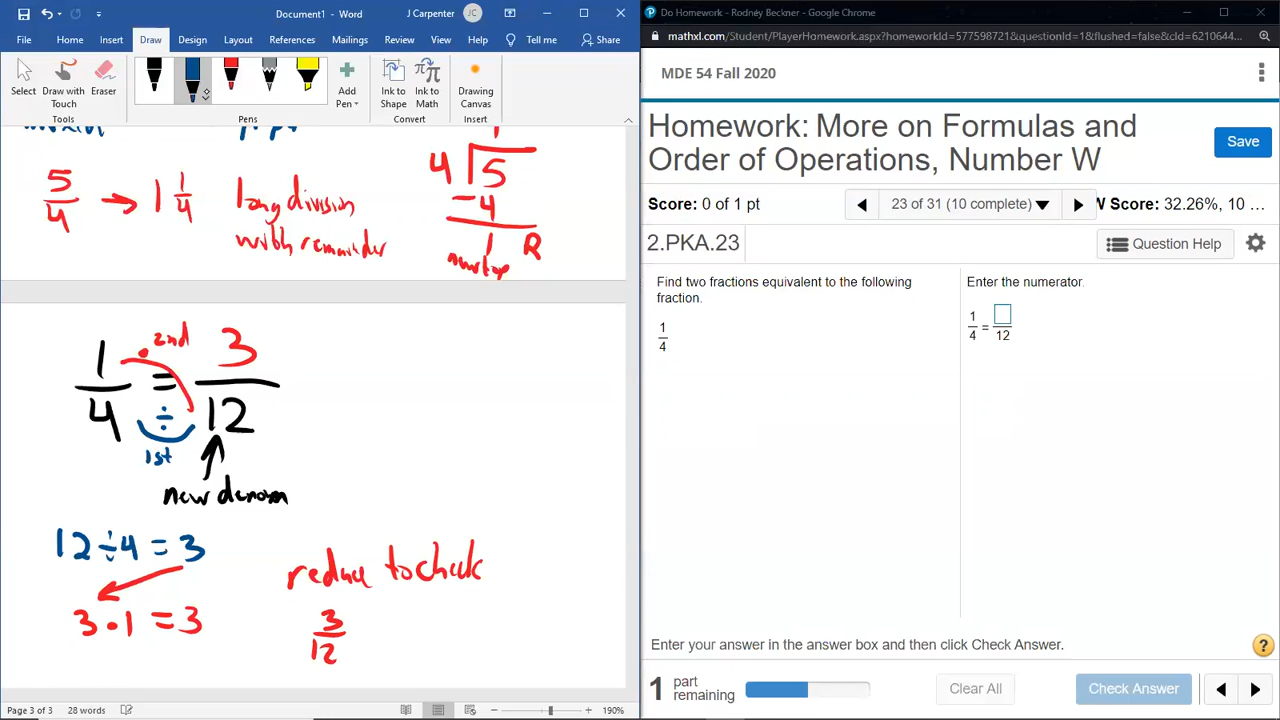 Document1 - Word
J Carpenter
JC
File
Home
Insert
Draw
Design
Layout
References
Mailings
Review
View
Help
Tell me
Share
Select
Draw with Touch
Eraser
Add Pen
Ink to Shape
Ink to Math
Drawing Canvas
Tools
Pens
Convert
Insert
5/4 → 1 1/4
long division
with remainder
4 5
-4
1 R
new top
1/4 = 3/12
2nd
÷
1st
new denom
12 ÷ 4 = 3
3 • 1 = 3
reduce to check
3/12
Page 3 of 3
28 words
190%
Do Homework - Rodney Beckner - Google Chrome
mathxl.com/Student/PlayerHomework.aspx?homeworkId=577598721&questionId=1&flushed=false&cId=6210644...
MDE 54 Fall 2020
Homework: More on Formulas and
Order of Operations, Number W
Save
Score: 0 of 1 pt
23 of 31 (10 complete)
W Score: 32.26%, 10 ...
2.PKA.23
Question Help
Find two fractions equivalent to the following
fraction.
1/4
Enter the numerator.
1/4 = /12
Enter your answer in the answer box and then click Check Answer.
?
1 part remaining
Clear All
Check Answer